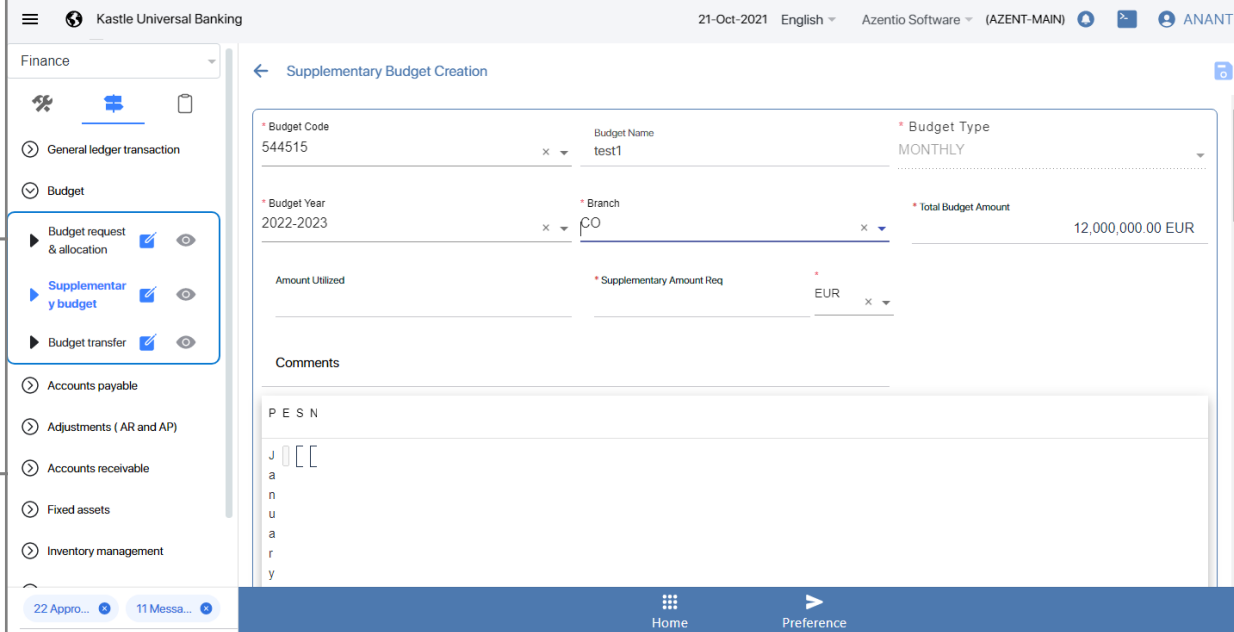 Kastle Universal Banking
21-Oct-2021 English Azentio Software (AZENT-MAIN) ANANT
Finance
Supplementary Budget Creation
General ledger transaction
Budget
Budget request
& allocation
Supplementar
y budget
Budget transfer
Accounts payable
Adjustments ( AR and AP)
Accounts receivable
Fixed assets
Inventory management
22 Appro...
11 Messa...
* Budget Code
544515
Budget Name
test1
* Budget Type
MONTHLY
* Budget Year
2022-2023
* Branch
CO
* Total Budget Amount
12,000,000.00 EUR
Amount Utilized
* Supplementary Amount Req
*
EUR
Comments
P E S N
J
a
n
u
a
r
y
Home
Preference